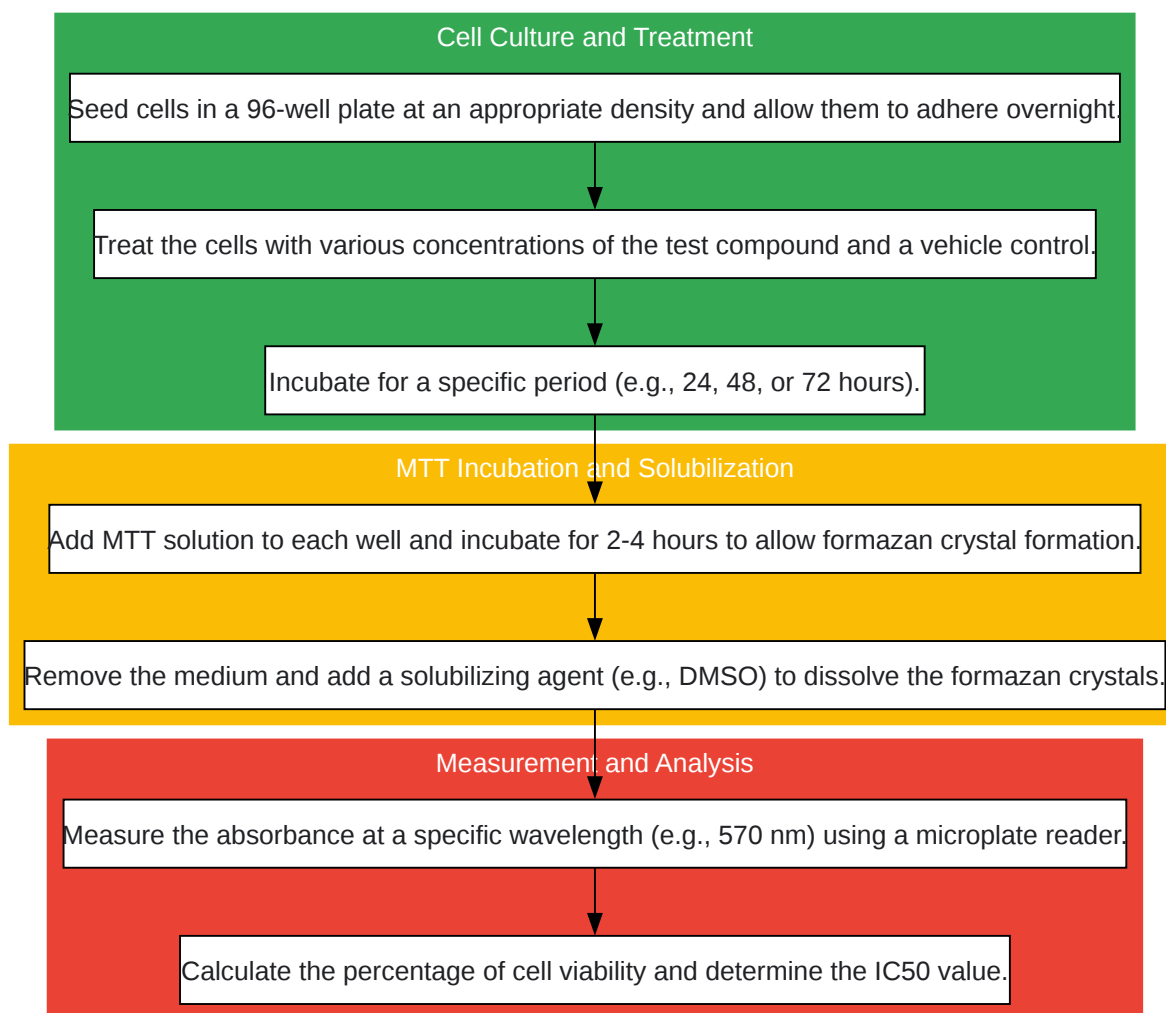 Cell Culture and Treatment
Seed cells in a 96-well plate at an appropriate density and allow them to adhere overnight.
Treat the cells with various concentrations of the test compound and a vehicle control.
Incubate for a specific period (e.g., 24, 48, or 72 hours).
MTT Incubation and Solubilization
Add MTT solution to each well and incubate for 2-4 hours to allow formazan crystal formation.
Remove the medium and add a solubilizing agent (e.g., DMSO) to dissolve the formazan crystals.
Measurement and Analysis
Measure the absorbance at a specific wavelength (e.g., 570 nm) using a microplate reader.
Calculate the percentage of cell viability and determine the IC50 value.